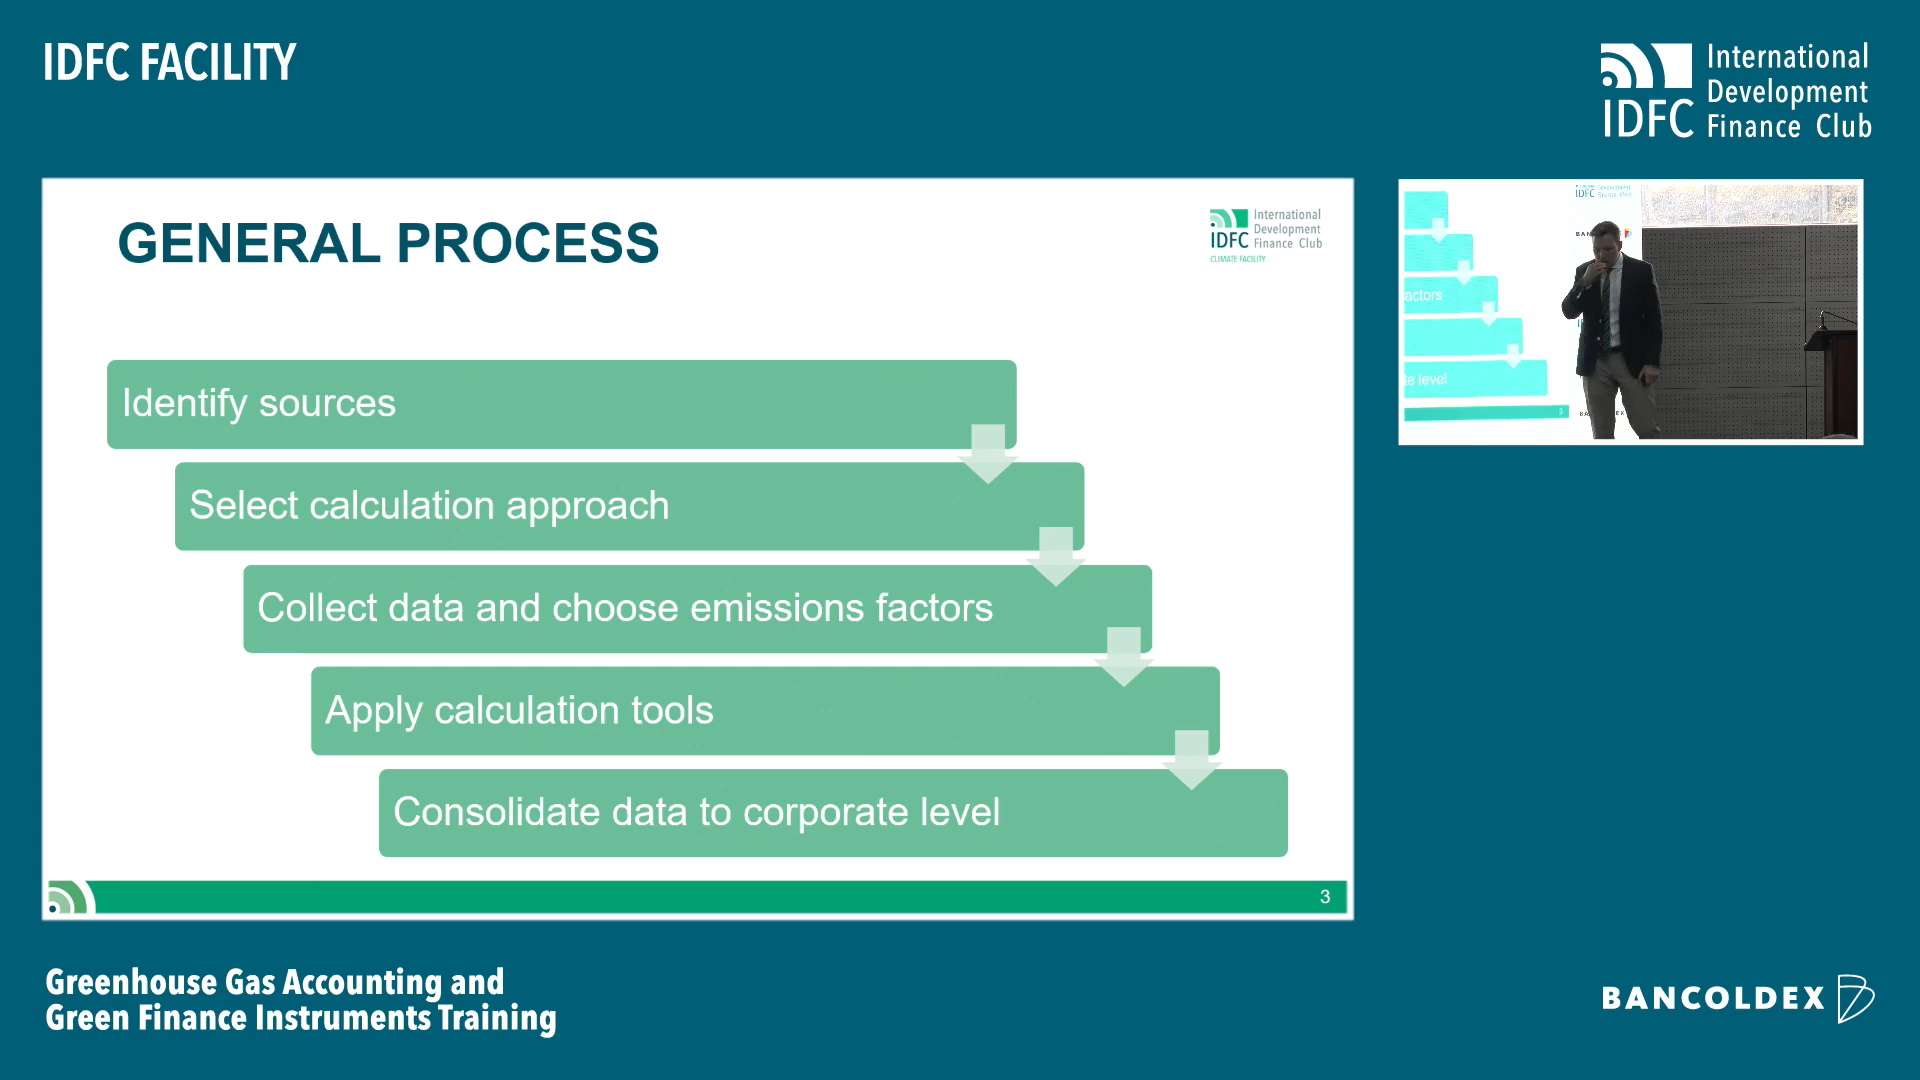 IDFC FACILITY
International
Development
Finance Club
IDFC
GENERAL PROCESS
International
Development
Finance Club
IDFC
CLIMATE FACILITY
Identify sources
Select calculation approach
Collect data and choose emissions factors
Apply calculation tools
Consolidate data to corporate level
3
actors
level
IDFC
Greenhouse Gas Accounting and
Green Finance Instruments Training
BANCOLDEX